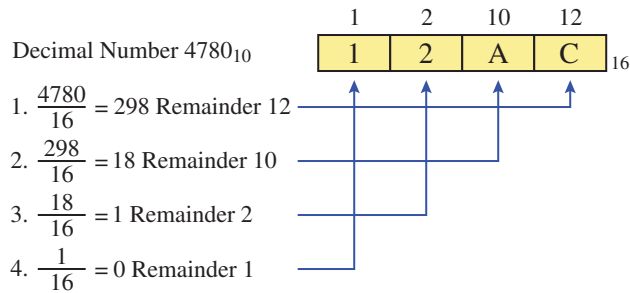 1 2 10 12
Decimal Number 4780₁₀
1 2 A C ₁₆
1. 4780/16 = 298 Remainder 12
2. 298/16 = 18 Remainder 10
3. 18/16 = 1 Remainder 2
4. 1/16 = 0 Remainder 1